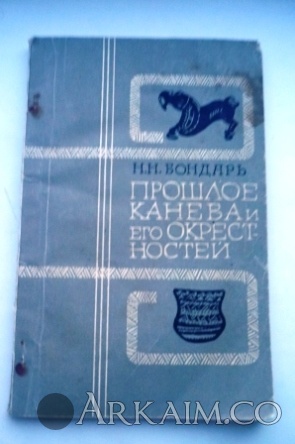 Н.Н. БОНДАРЬ
ПРОШЛОЕ
КАНЕВА И
ЕГО ОКРЕСТ-
НОСТЕЙ
ARKAIM.CO